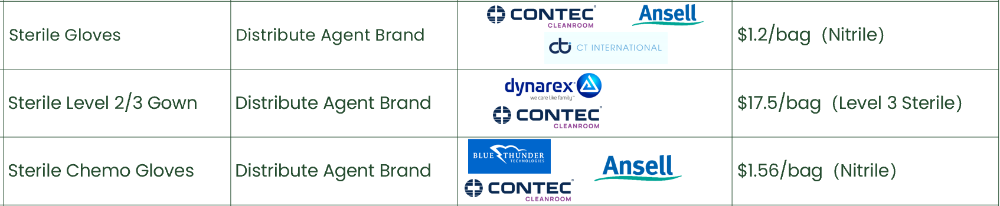 Sterile Gloves
Distribute Agent Brand
CONTEC®
CLEANROOM
Ansell
cti CT INTERNATIONAL
$1.2/bag (Nitrile)
Sterile Level 2/3 Gown
Distribute Agent Brand
dynarex®
we care like family™
CONTEC®
CLEANROOM
$17.5/bag (Level 3 Sterile)
Sterile Chemo Gloves
Distribute Agent Brand
BLUE THUNDER
TECHNOLOGIES
Ansell
CONTEC®
CLEANROOM
$1.56/bag (Nitrile)